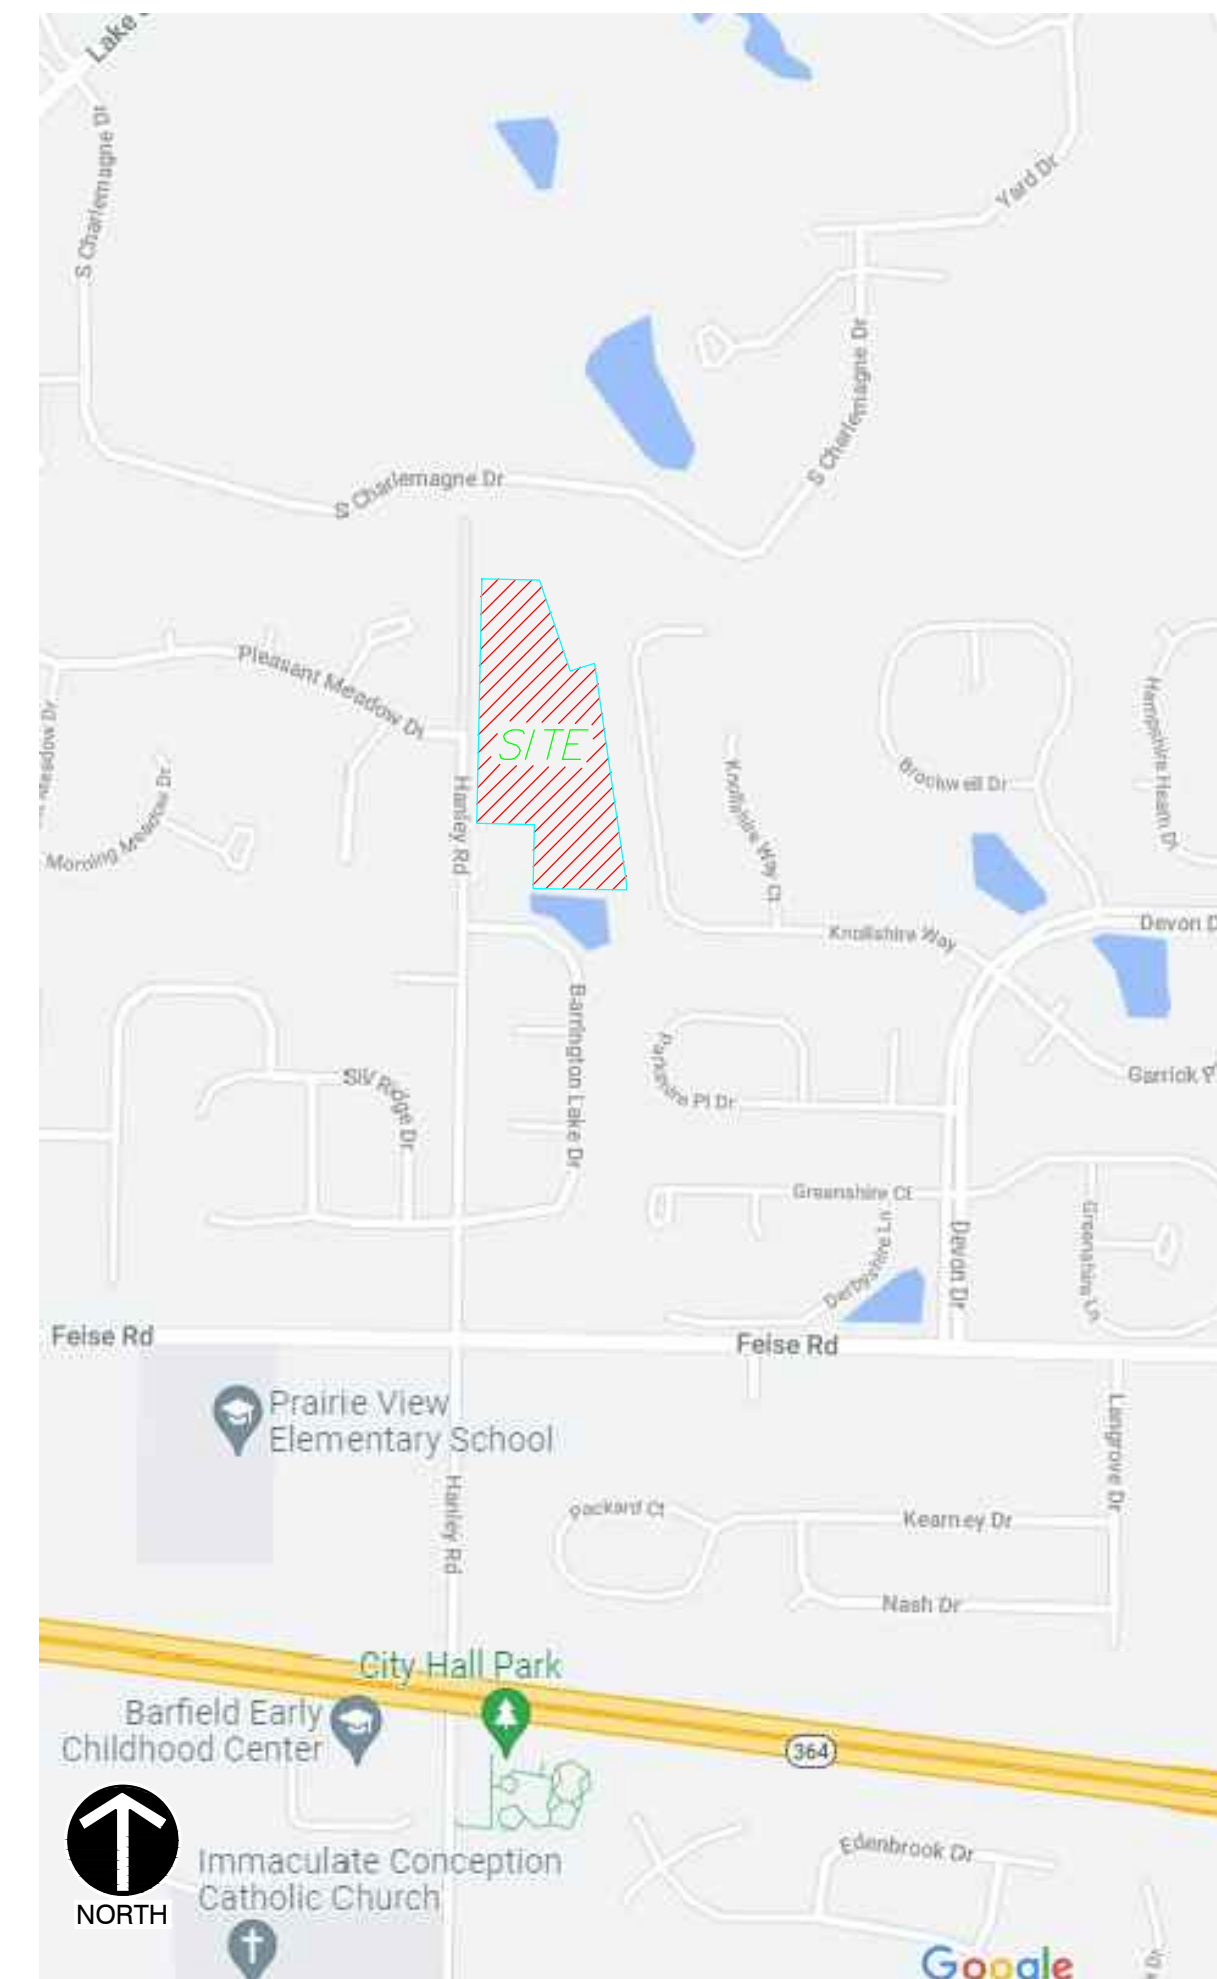 Lake
S Charlemagne Dr
Yard Dr
S Charlemagne Dr
S Charlemagne Dr
Pleasant Meadow Dr
Meadow Dr
Morning Meadow Dr
SITE
Hanley Rd
Knollshire Way Ct
Brockwell Dr
Hampshire Heath Dr
Knollshire Way
Devon D
Barrington Lake Dr
Parkshire Pl Dr
Garrick P
Silv Ridge Dr
Greenshire Ct
Derbyshire Ln
Devon Dr
Greenshire Ln
Feise Rd
Feise Rd
Prairie View
Elementary School
Hanley Rd
Langrove Dr
Packard Ct
Kearney Dr
Nash Dr
City Hall Park
Barfield Early
Childhood Center
364
Edenbrook Dr
Immaculate Conception
Catholic Church
NORTH
Google